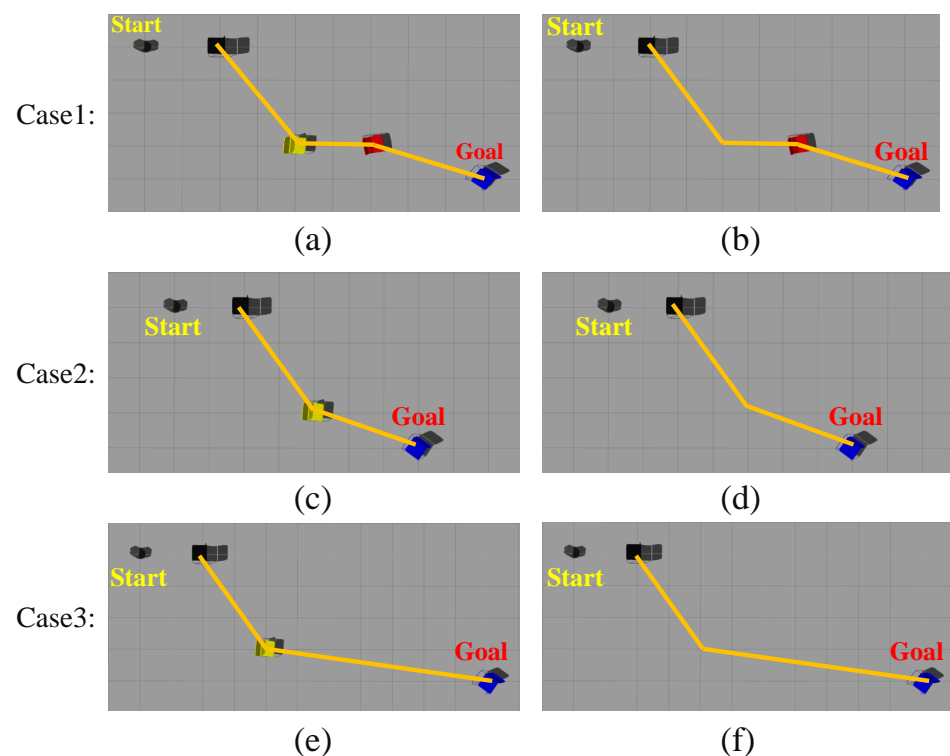 Start
Start
Case1:
Goal
Goal
(a)
(b)
Start
Start
Case2:
Goal
Goal
(c)
(d)
Start
Start
Case3:
Goal
Goal
(e)
(f)